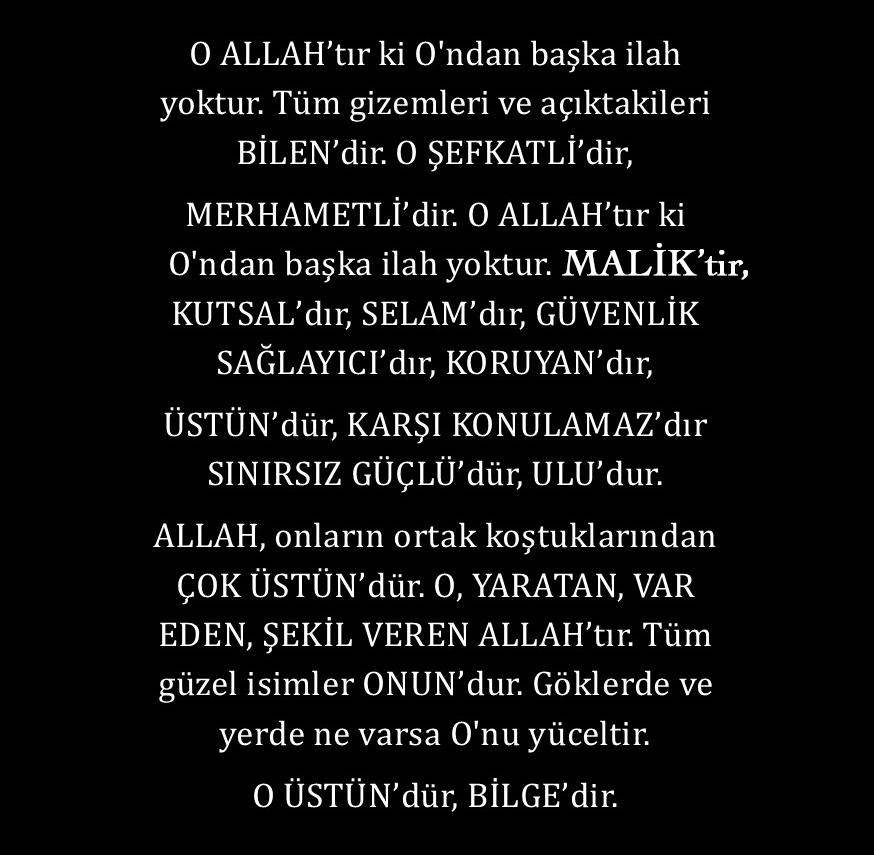 O ALLAH’tır ki O'ndan başka ilah
yoktur. Tüm gizemleri ve açıktakileri
BİLEN’dir. O ŞEFKATLİ’dir,
MERHAMETLİ’dir. O ALLAH’tır ki
O'ndan başka ilah yoktur. MALİK’tir,
KUTSAL’dır, SELAM’dır, GÜVENLİK
SAĞLAYICI’dır, KORUYAN’dır,
ÜSTÜN’dür, KARŞI KONULAMAZ’dır
SINIRSIZ GÜÇLÜ’dür, ULU’dur.
ALLAH, onların ortak koştuklarından
ÇOK ÜSTÜN’dür. O, YARATAN, VAR
EDEN, ŞEKİL VEREN ALLAH’tır. Tüm
güzel isimler ONUN’dur. Göklerde ve
yerde ne varsa O'nu yüceltir.
O ÜSTÜN’dür, BİLGE’dir.